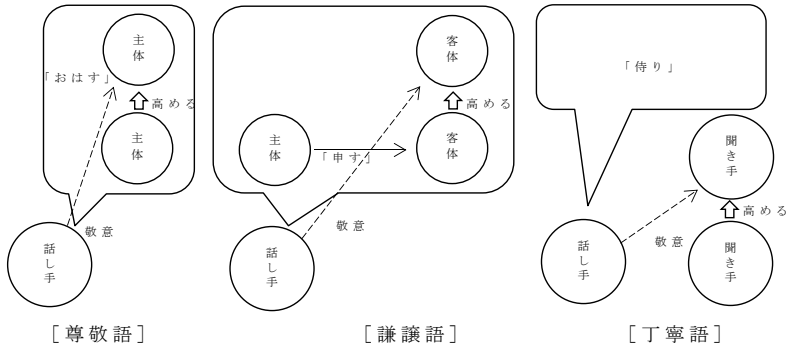 主体
「おはす」
高める
主体
敬意
話し手
[尊敬語]
客体
高める
主体
「申す」
客体
敬意
話し手
[謙譲語]
「侍り」
聞き手
高める
敬意
話し手
聞き手
[丁寧語]